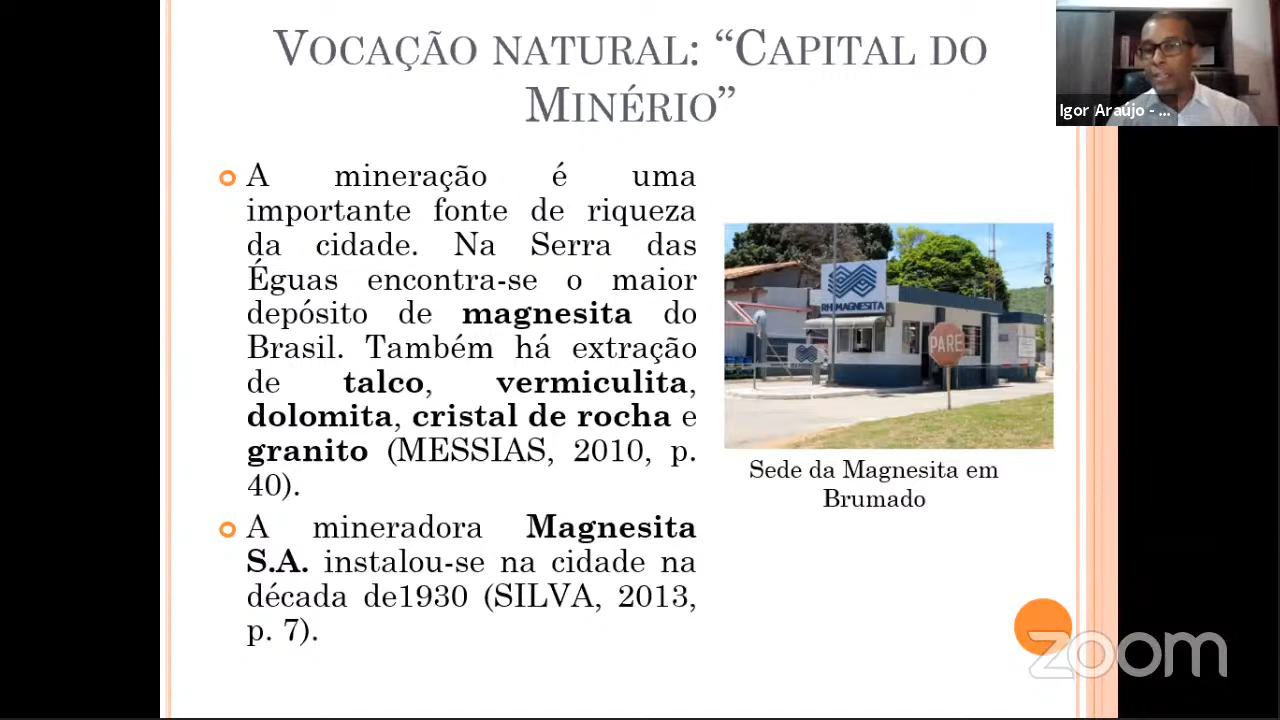 VOCAÇÃO NATURAL: “CAPITAL DO
MINÉRIO”
Igor Araújo - ...
A mineração é uma
importante fonte de riqueza
da cidade. Na Serra das
Éguas encontra-se o maior
depósito de magnesita do
Brasil. Também há extração
de talco, vermiculita,
dolomita, cristal de rocha e
granito (MESSIAS, 2010, p.
40).
A mineradora Magnesita
S.A. instalou-se na cidade na
década de1930 (SILVA, 2013,
p. 7).
RHI MAGNESITA
PARE
Sede da Magnesita em
Brumado
zoom